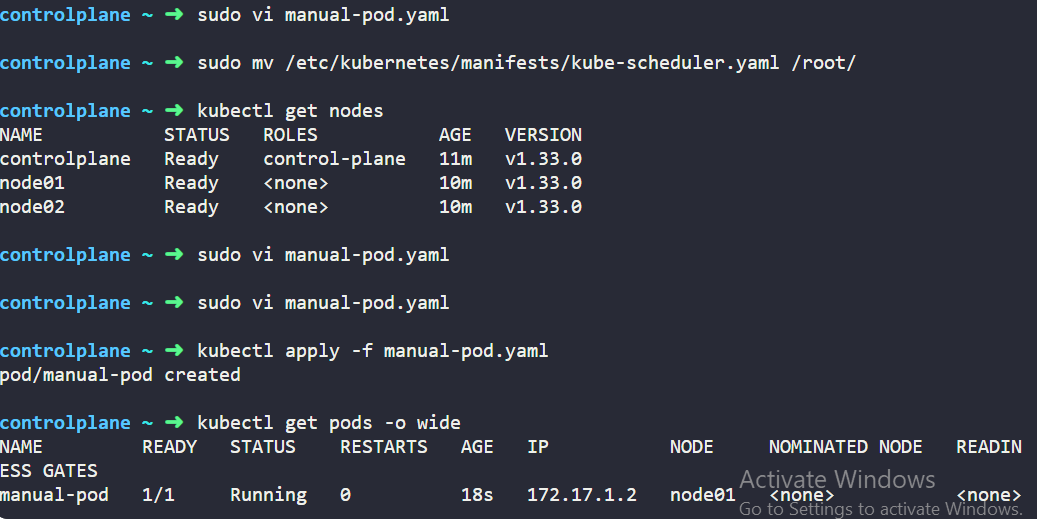 controlplane ~ ➜ sudo vi manual-pod.yaml
controlplane ~ ➜ sudo mv /etc/kubernetes/manifests/kube-scheduler.yaml /root/
controlplane ~ ➜ kubectl get nodes
NAME STATUS ROLES AGE VERSION
controlplane Ready control-plane 11m v1.33.0
node01 Ready <none> 10m v1.33.0
node02 Ready <none> 10m v1.33.0
controlplane ~ ➜ sudo vi manual-pod.yaml
controlplane ~ ➜ sudo vi manual-pod.yaml
controlplane ~ ➜ kubectl apply -f manual-pod.yaml
pod/manual-pod created
controlplane ~ ➜ kubectl get pods -o wide
NAME READY STATUS RESTARTS AGE IP NODE NOMINATED NODE READIN
ESS GATES
manual-pod 1/1 Running 0 18s 172.17.1.2 node01 <none> <none>
Activate Windows
Go to Settings to activate Windows.